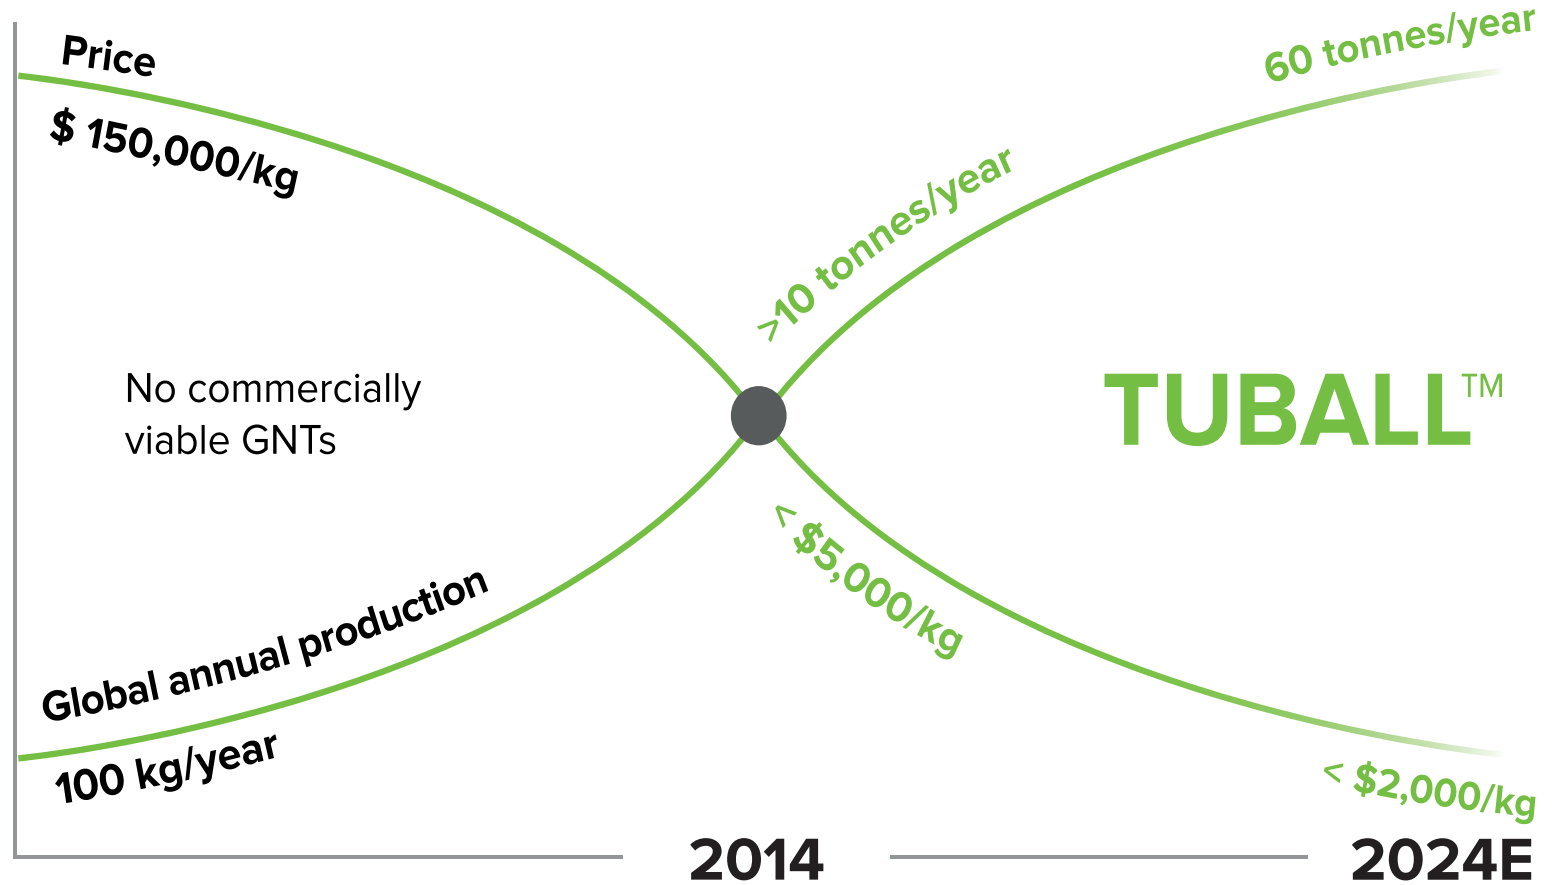 Price
$ 150,000/kg
60 tonnes/year
>10 tonnes/year
No commercially
viable GNTs
TUBALL™
< $5,000/kg
Global annual production
100 kg/year
< $2,000/kg
2014
2024E